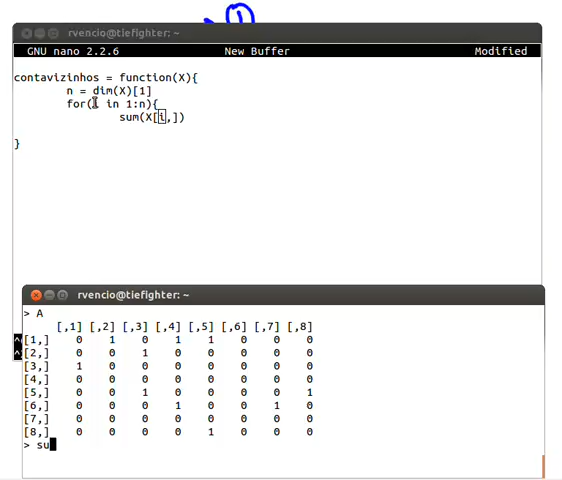 1
rvencio@tiefighter: ~
GNU nano 2.2.6 New Buffer Modified
contavizinhos = function(X){
n = dim(X)[1]
for(i in 1:n){
sum(X[i,])
}
rvencio@tiefighter: ~
> A
[,1] [,2] [,3] [,4] [,5] [,6] [,7] [,8]
[1,] 0 1 0 1 1 0 0 0
[2,] 0 0 1 0 0 0 0 0
[3,] 1 0 0 0 0 0 0 0
[4,] 0 0 0 0 0 0 0 0
[5,] 0 0 1 0 0 0 0 1
[6,] 0 0 0 1 0 0 1 0
[7,] 0 0 0 0 0 0 0 0
[8,] 0 0 0 0 1 0 0 0
> su